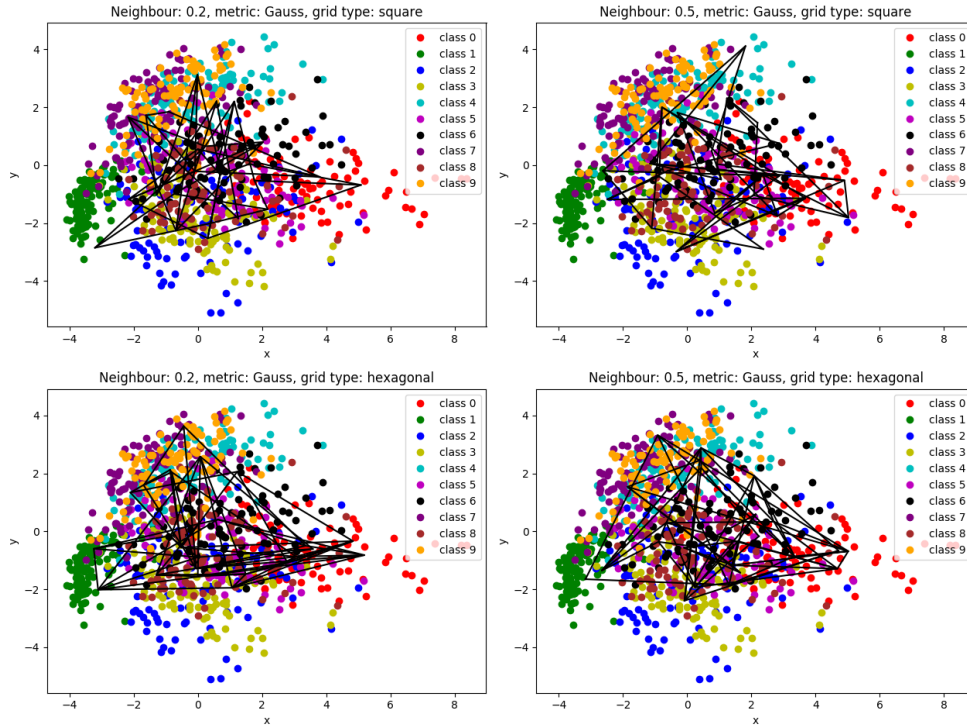 Neighbour: 0.2, metric: Gauss, grid type: square
4
2
0
−2
−4
y
−4
−2
0
2
4
6
8
x
class 0
class 1
class 2
class 3
class 4
class 5
class 6
class 7
class 8
class 9
Neighbour: 0.5, metric: Gauss, grid type: square
4
2
0
−2
−4
y
−4
−2
0
2
4
6
8
x
class 0
class 1
class 2
class 3
class 4
class 5
class 6
class 7
class 8
class 9
Neighbour: 0.2, metric: Gauss, grid type: hexagonal
4
2
0
−2
−4
y
−4
−2
0
2
4
6
8
x
class 0
class 1
class 2
class 3
class 4
class 5
class 6
class 7
class 8
class 9
Neighbour: 0.5, metric: Gauss, grid type: hexagonal
4
2
0
−2
−4
y
−4
−2
0
2
4
6
8
x
class 0
class 1
class 2
class 3
class 4
class 5
class 6
class 7
class 8
class 9